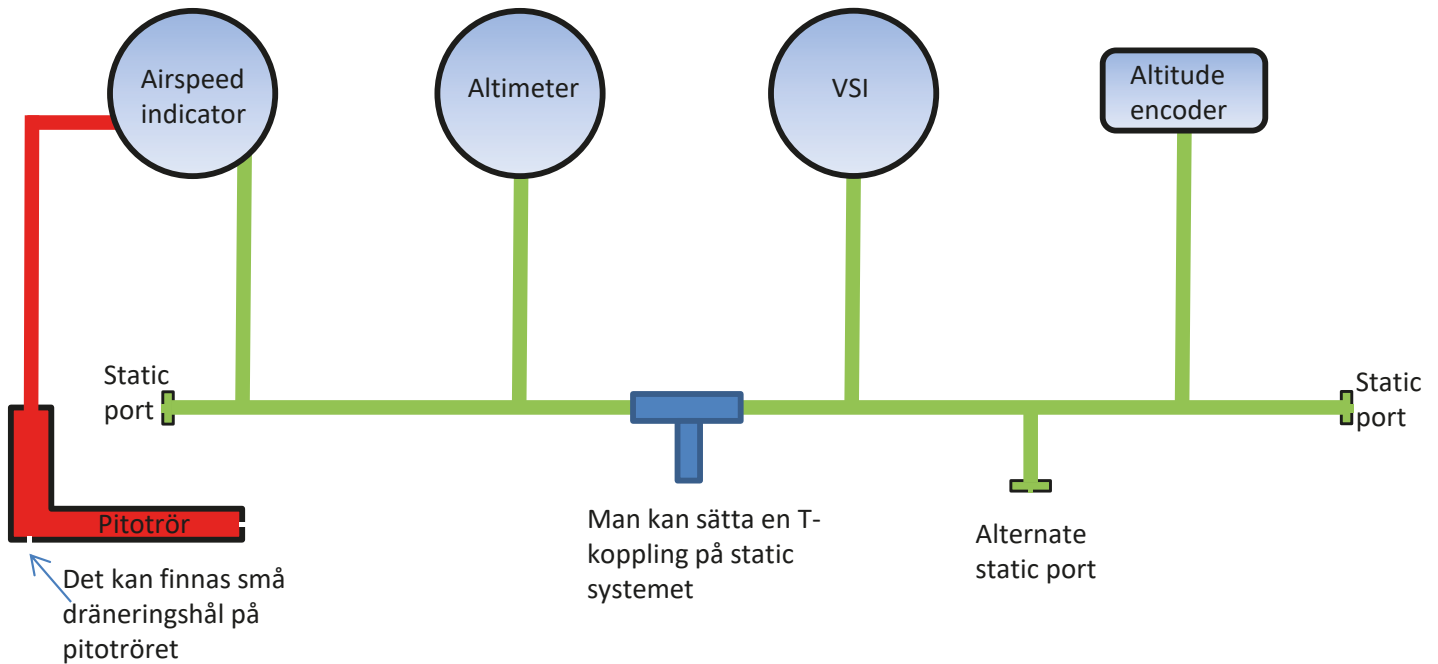 Airspeed
indicator
Altimeter
VSI
Altitude
encoder
Static
port
Static
port
Pitotrör
Man kan sätta en T-
koppling på static
systemet
Alternate
static port
Det kan finnas små
dräneringshål på
pitotröret